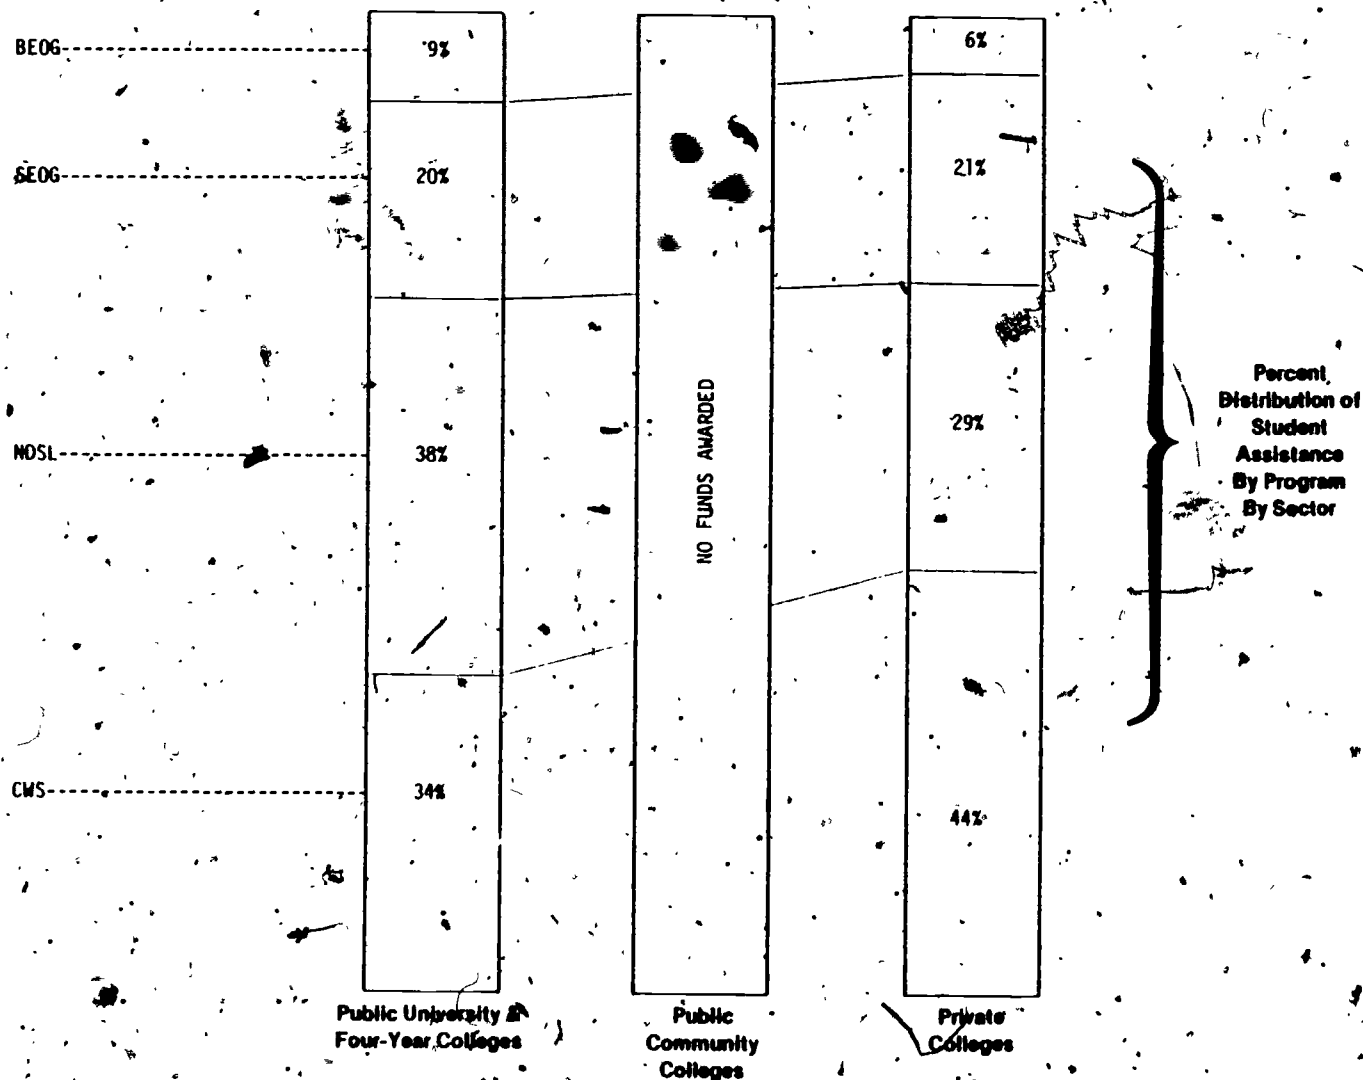 BEOG
9%
6%
SEOG
20%
21%
NDSL
38%
NO FUNDS AWARDED
29%
Percent
Distribution of
Student
Assistance
By Program
By Sector
CWS
34%
44%
Public University &
Four-Year Colleges
Public
Community
Colleges
Private
Colleges